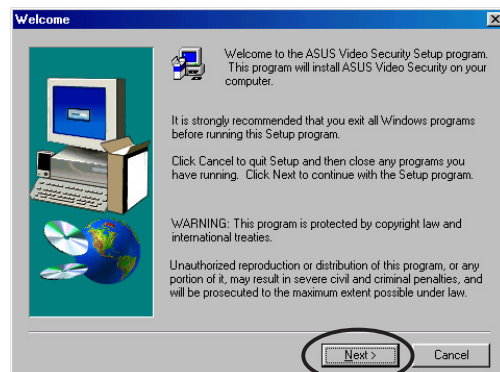 Welcome
Welcome to the ASUS Video Security Setup program.
This program will install ASUS Video Security on your
computer.
It is strongly recommended that you exit all Windows programs
before running this Setup program.
Click Cancel to quit Setup and then close any programs you
have running. Click Next to continue with the Setup program.
WARNING: This program is protected by copyright law and
international treaties.
Unauthorized reproduction or distribution of this program, or any
portion of it, may result in severe civil and criminal penalties, and
will be prosecuted to the maximum extent possible under law.
Next >
Cancel